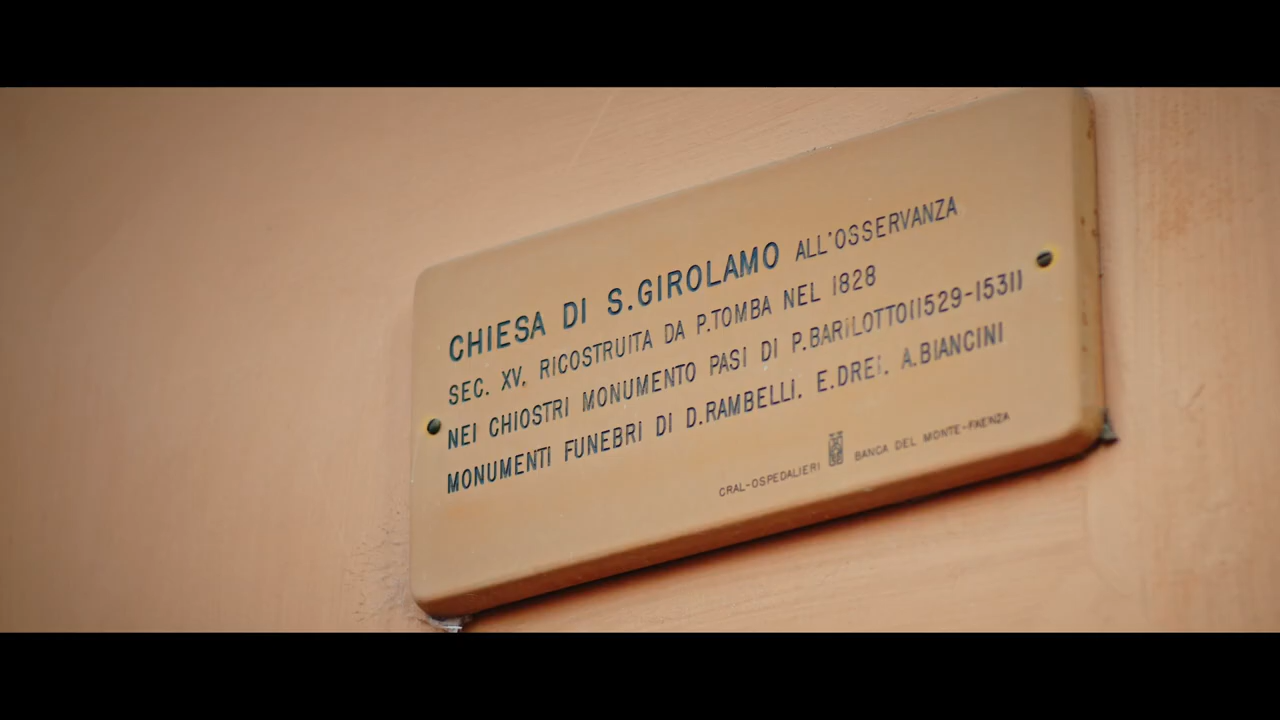 CHIESA DI S.GIROLAMO ALL'OSSERVANZA
SEC. XV, RICOSTRUITA DA P.TOMBA NEL 1828
NEI CHIOSTRI MONUMENTO PASI DI P.BARILOTTO(1529-1531)
MONUMENTI FUNEBRI DI D.RAMBELLI, E.DREI, A.BIANCINI
CRAL-OSPEDALIERI BANCA DEL MONTE-FAENZA